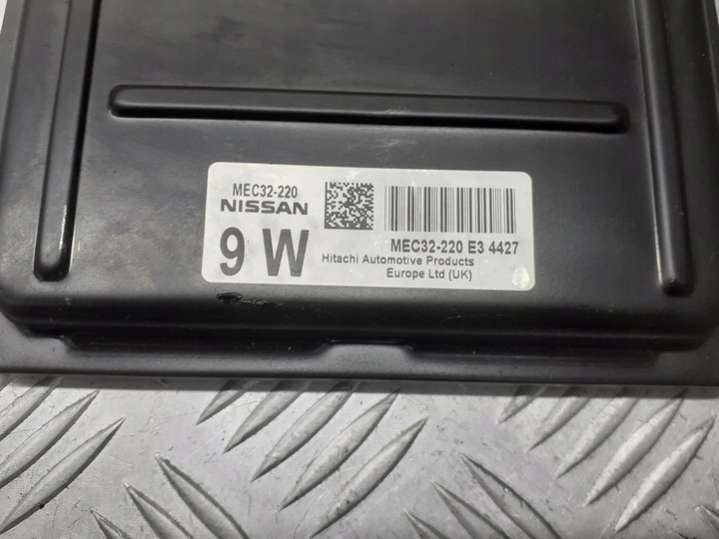 MEC32-220
NISSAN
9 W
MEC32-220 E3 4427
Hitachi Automotive Products
Europe Ltd (UK)